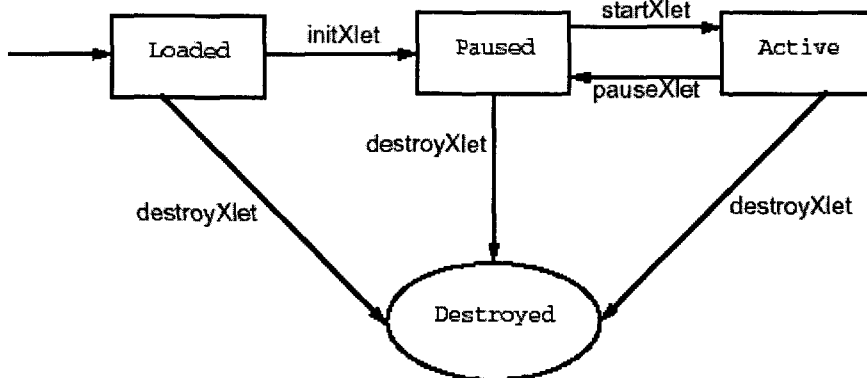 startXlet
Loaded
initXlet
Paused
Active
pauseXlet
destroyXlet
destroyXlet
destroyXlet
Destroyed